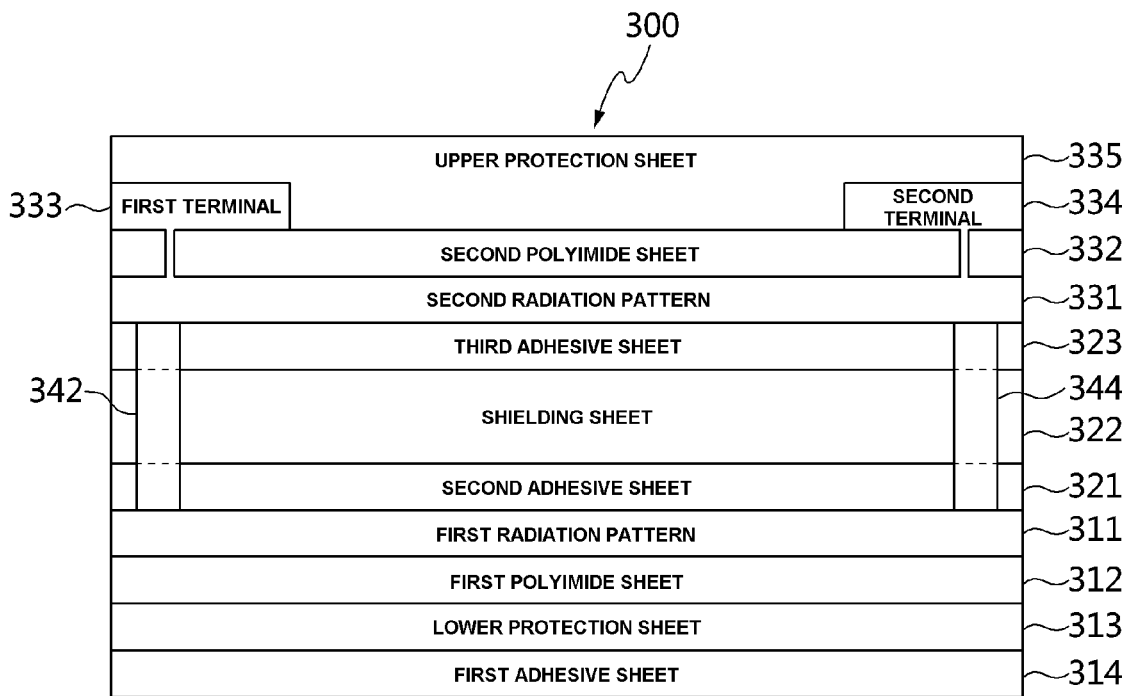 300
UPPER PROTECTION SHEET
335
333
FIRST TERMINAL
SECOND
TERMINAL
334
SECOND POLYIMIDE SHEET
332
SECOND RADIATION PATTERN
331
THIRD ADHESIVE SHEET
323
342
344
SHIELDING SHEET
322
SECOND ADHESIVE SHEET
321
FIRST RADIATION PATTERN
311
FIRST POLYIMIDE SHEET
312
LOWER PROTECTION SHEET
313
FIRST ADHESIVE SHEET
314